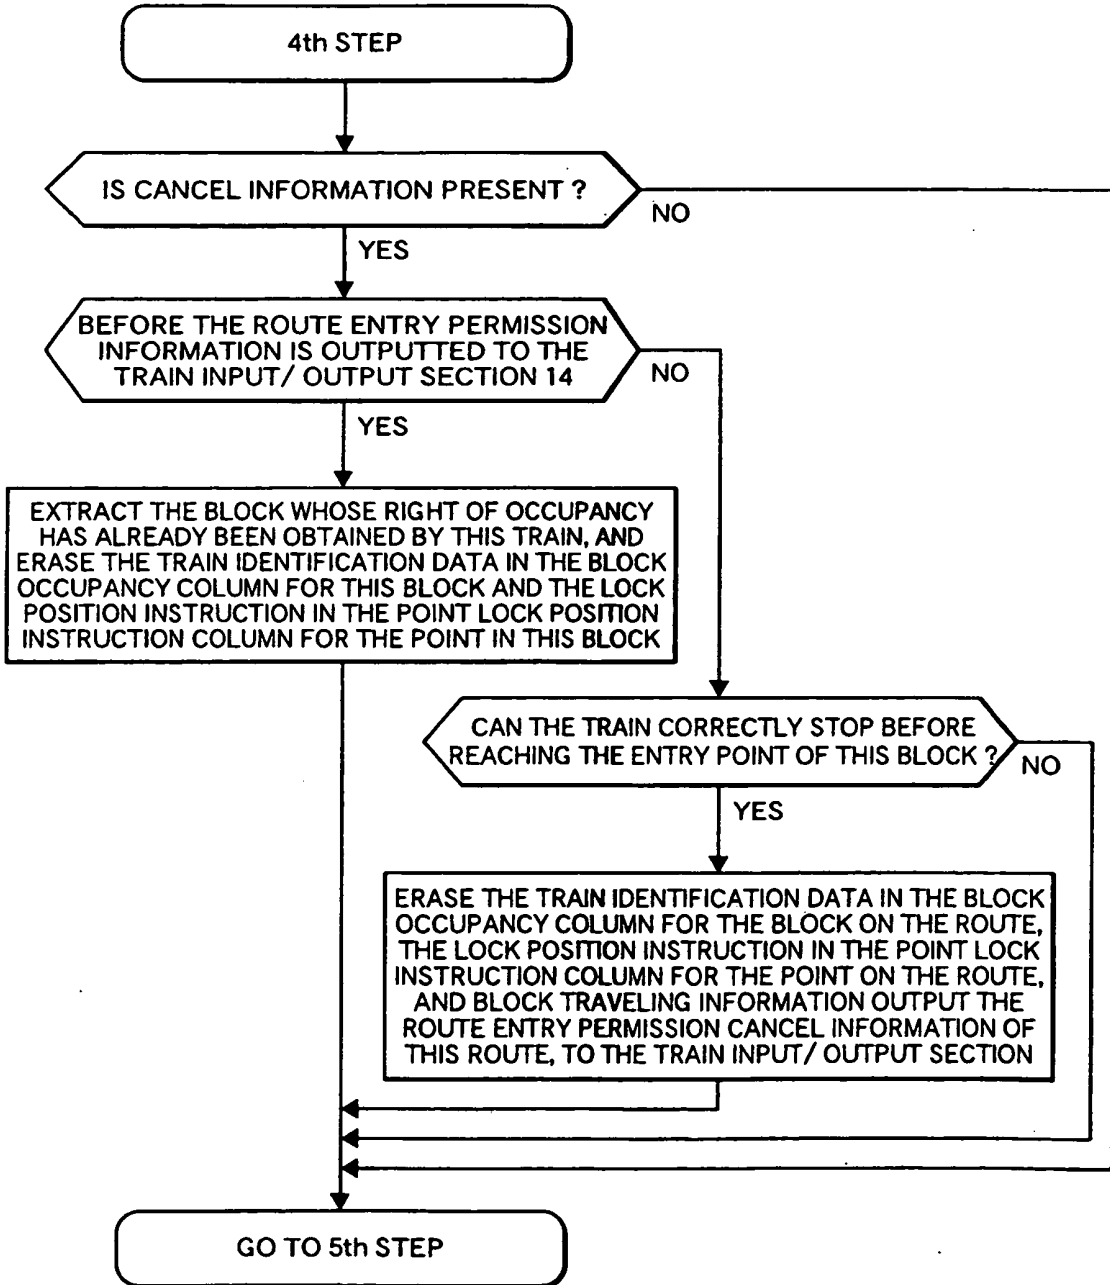 4th STEP
IS CANCEL INFORMATION PRESENT ?
NO
YES
BEFORE THE ROUTE ENTRY PERMISSION
INFORMATION IS OUTPUTTED TO THE
TRAIN INPUT/ OUTPUT SECTION 14
NO
YES
EXTRACT THE BLOCK WHOSE RIGHT OF OCCUPANCY
HAS ALREADY BEEN OBTAINED BY THIS TRAIN, AND
ERASE THE TRAIN IDENTIFICATION DATA IN THE BLOCK
OCCUPANCY COLUMN FOR THIS BLOCK AND THE LOCK
POSITION INSTRUCTION IN THE POINT LOCK POSITION
INSTRUCTION COLUMN FOR THE POINT IN THIS BLOCK
CAN THE TRAIN CORRECTLY STOP BEFORE
REACHING THE ENTRY POINT OF THIS BLOCK ?
NO
YES
ERASE THE TRAIN IDENTIFICATION DATA IN THE BLOCK
OCCUPANCY COLUMN FOR THE BLOCK ON THE ROUTE,
THE LOCK POSITION INSTRUCTION IN THE POINT LOCK
INSTRUCTION COLUMN FOR THE POINT ON THE ROUTE,
AND BLOCK TRAVELING INFORMATION OUTPUT THE
ROUTE ENTRY PERMISSION CANCEL INFORMATION OF
THIS ROUTE, TO THE TRAIN INPUT/ OUTPUT SECTION
GO TO 5th STEP